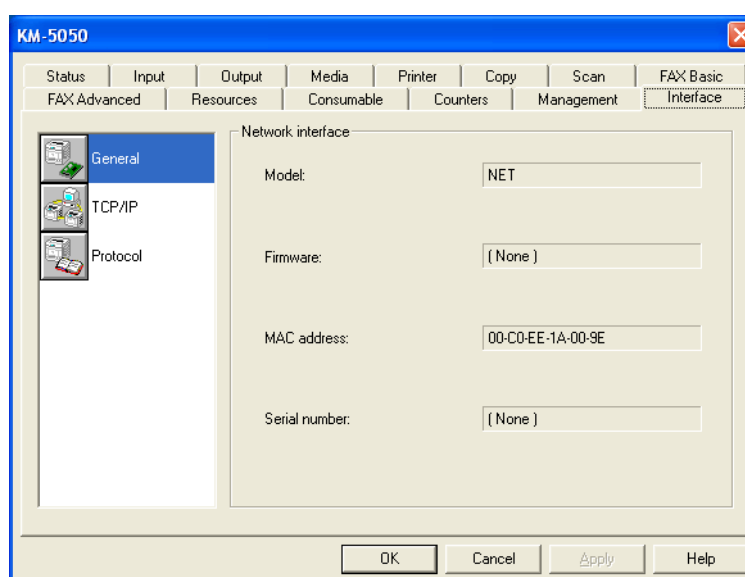 KM-5050
Status Input Output Media Printer Copy Scan FAX Basic
FAX Advanced Resources Consumable Counters Management Interface
General
TCP/IP
Protocol
Network interface
Model: NET
Firmware: ( None )
MAC address: 00-C0-EE-1A-00-9E
Serial number: ( None )
OK Cancel Apply Help